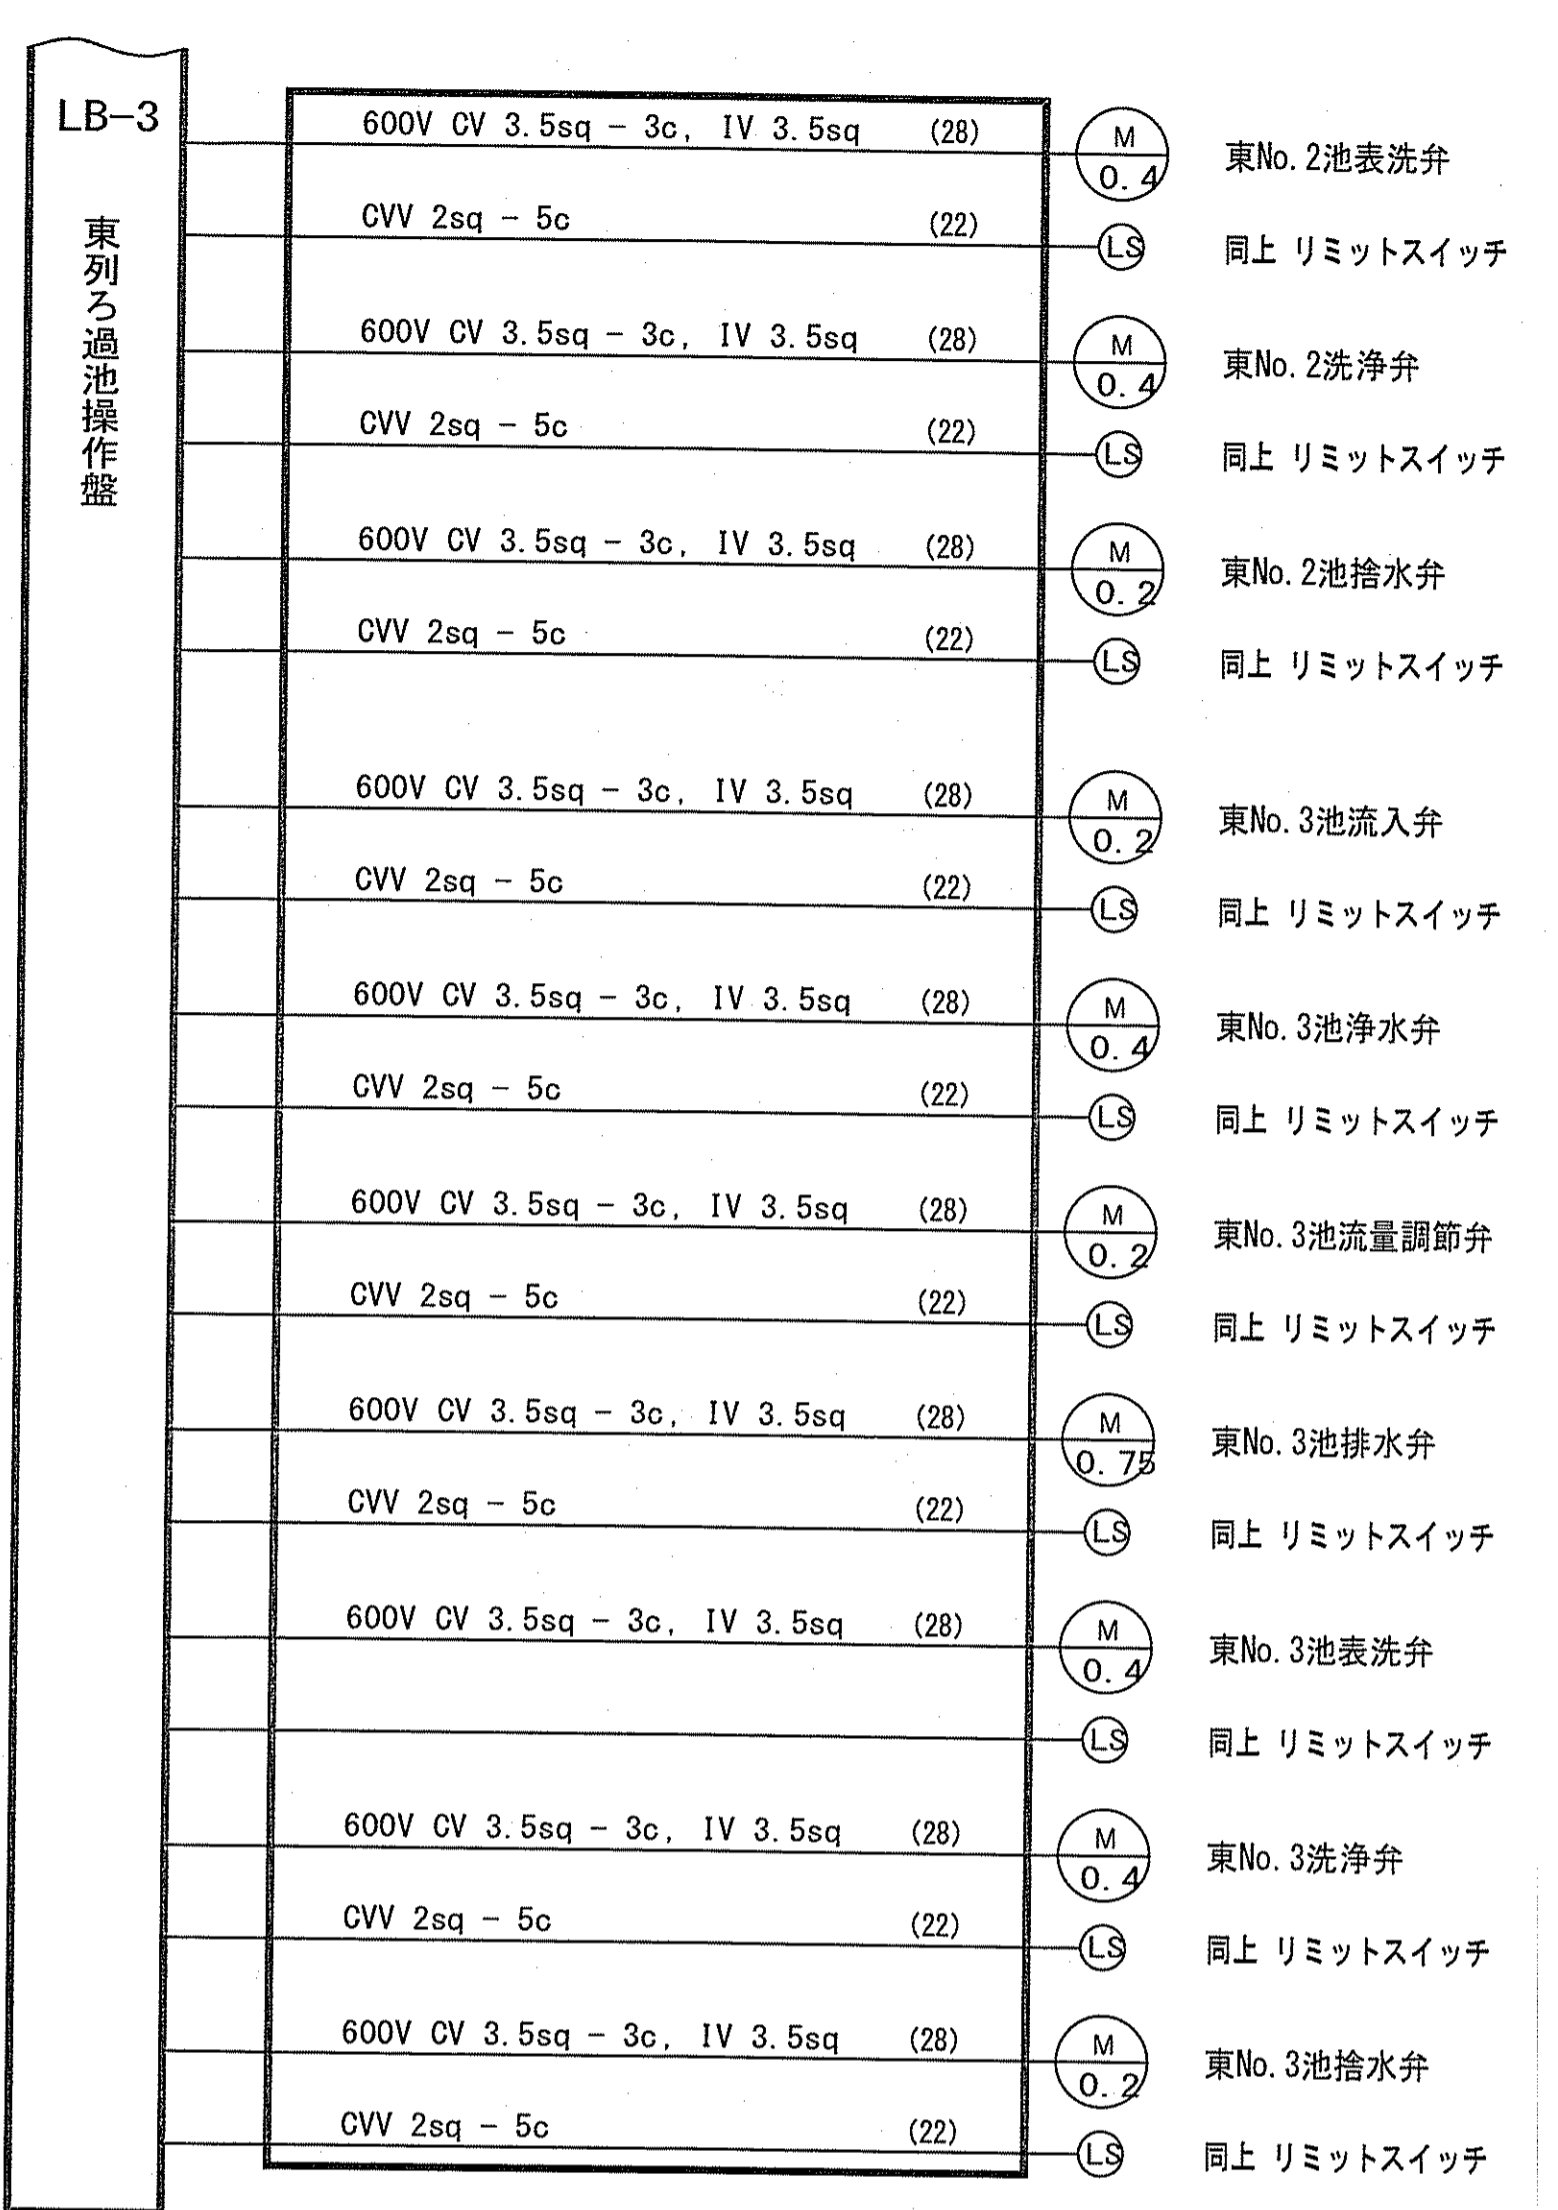 LB-3
東列ろ過池操作盤
600V CV 3.5sq - 3c, IV 3.5sq (28) M 0.4 東No.2池表洗弁
CVV 2sq - 5c (22) LS 同上 リミットスイッチ
600V CV 3.5sq - 3c, IV 3.5sq (28) M 0.4 東No.2洗浄弁
CVV 2sq - 5c (22) LS 同上 リミットスイッチ
600V CV 3.5sq - 3c, IV 3.5sq (28) M 0.2 東No.2池捨水弁
CVV 2sq - 5c (22) LS 同上 リミットスイッチ
600V CV 3.5sq - 3c, IV 3.5sq (28) M 0.2 東No.3池流入弁
CVV 2sq - 5c (22) LS 同上 リミットスイッチ
600V CV 3.5sq - 3c, IV 3.5sq (28) M 0.4 東No.3池浄水弁
CVV 2sq - 5c (22) LS 同上 リミットスイッチ
600V CV 3.5sq - 3c, IV 3.5sq (28) M 0.2 東No.3池流量調節弁
CVV 2sq - 5c (22) LS 同上 リミットスイッチ
600V CV 3.5sq - 3c, IV 3.5sq (28) M 0.75 東No.3池排水弁
CVV 2sq - 5c (22) LS 同上 リミットスイッチ
600V CV 3.5sq - 3c, IV 3.5sq (28) M 0.4 東No.3池表洗弁
LS 同上 リミットスイッチ
600V CV 3.5sq - 3c, IV 3.5sq (28) M 0.4 東No.3洗浄弁
CVV 2sq - 5c (22) LS 同上 リミットスイッチ
600V CV 3.5sq - 3c, IV 3.5sq (28) M 0.2 東No.3池捨水弁
CVV 2sq - 5c (22) LS 同上 リミットスイッチ